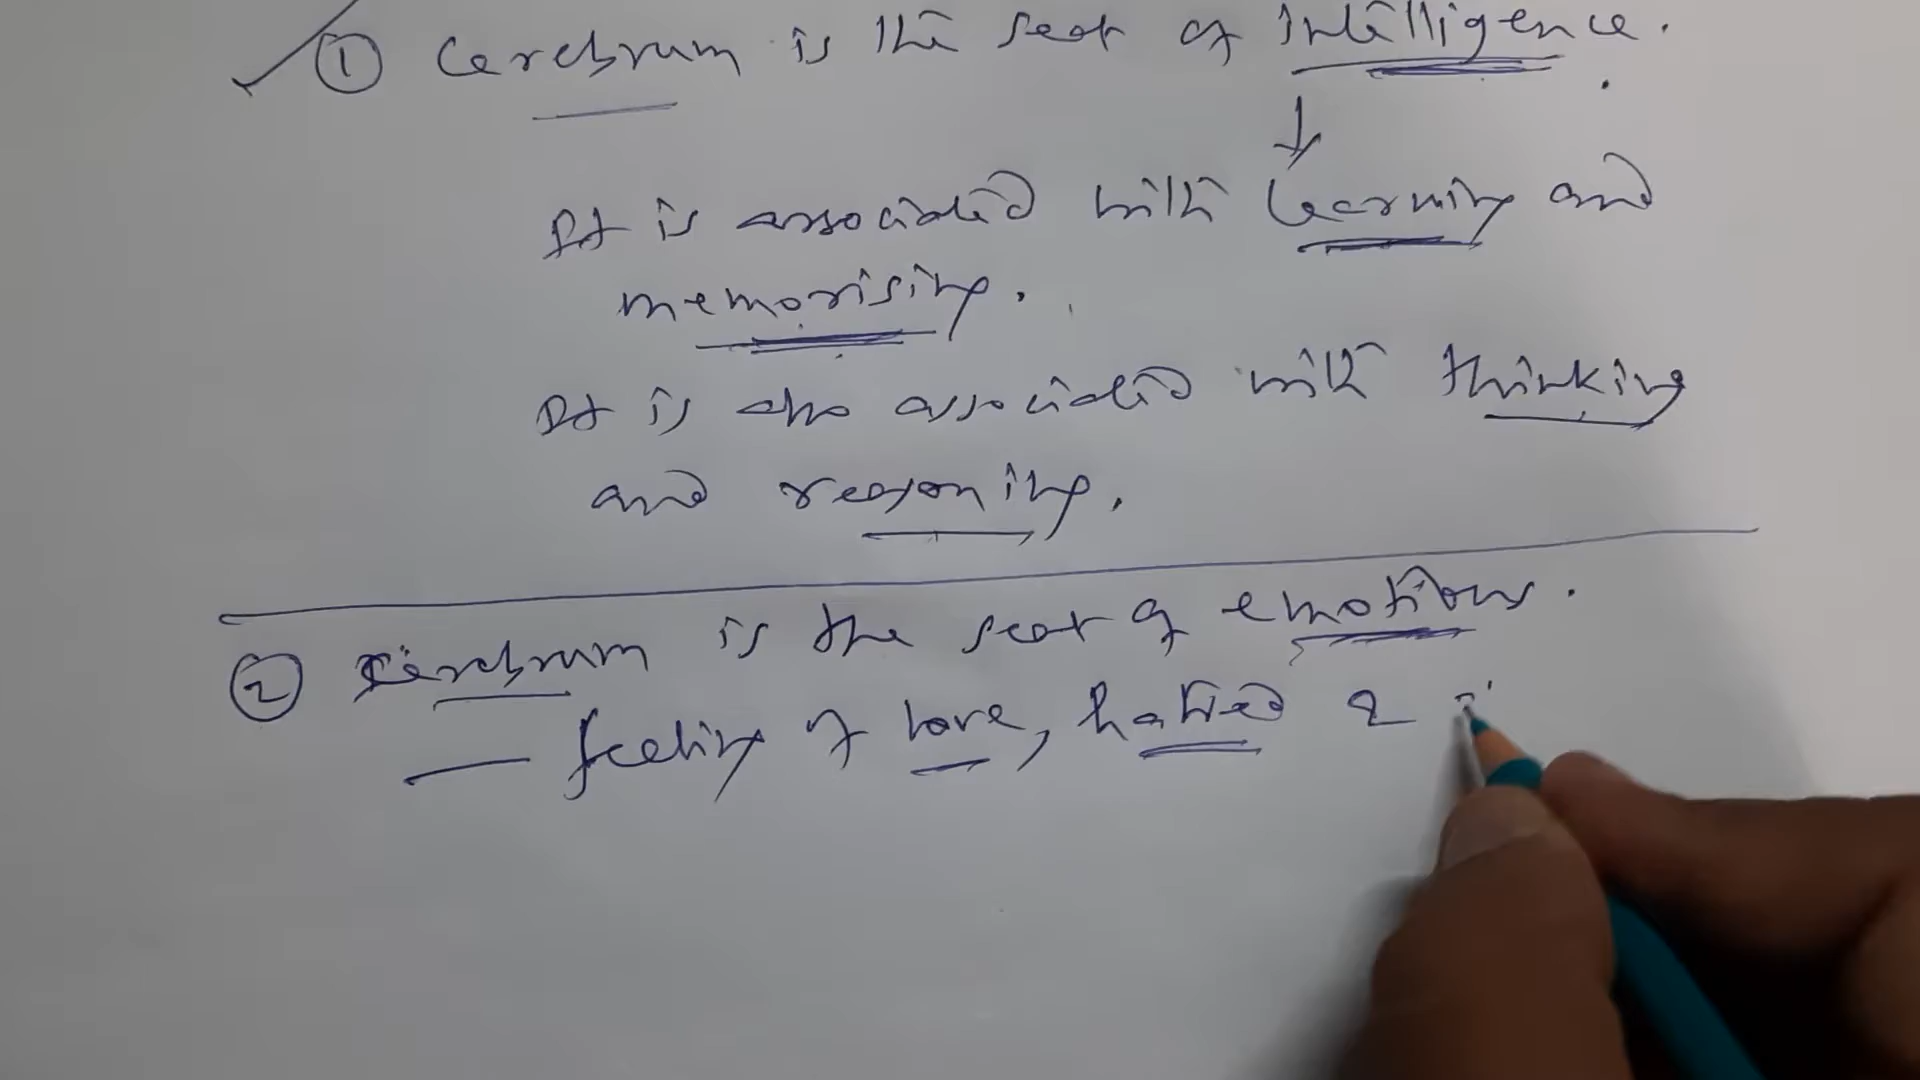 ① Cerebrum is the seat of intelligence.
↓
It is associated with learning and
memorising.
It is also associated with thinking
and reasoning.
② Cerebrum is the seat of emotions.
— feeling of love, hatred &